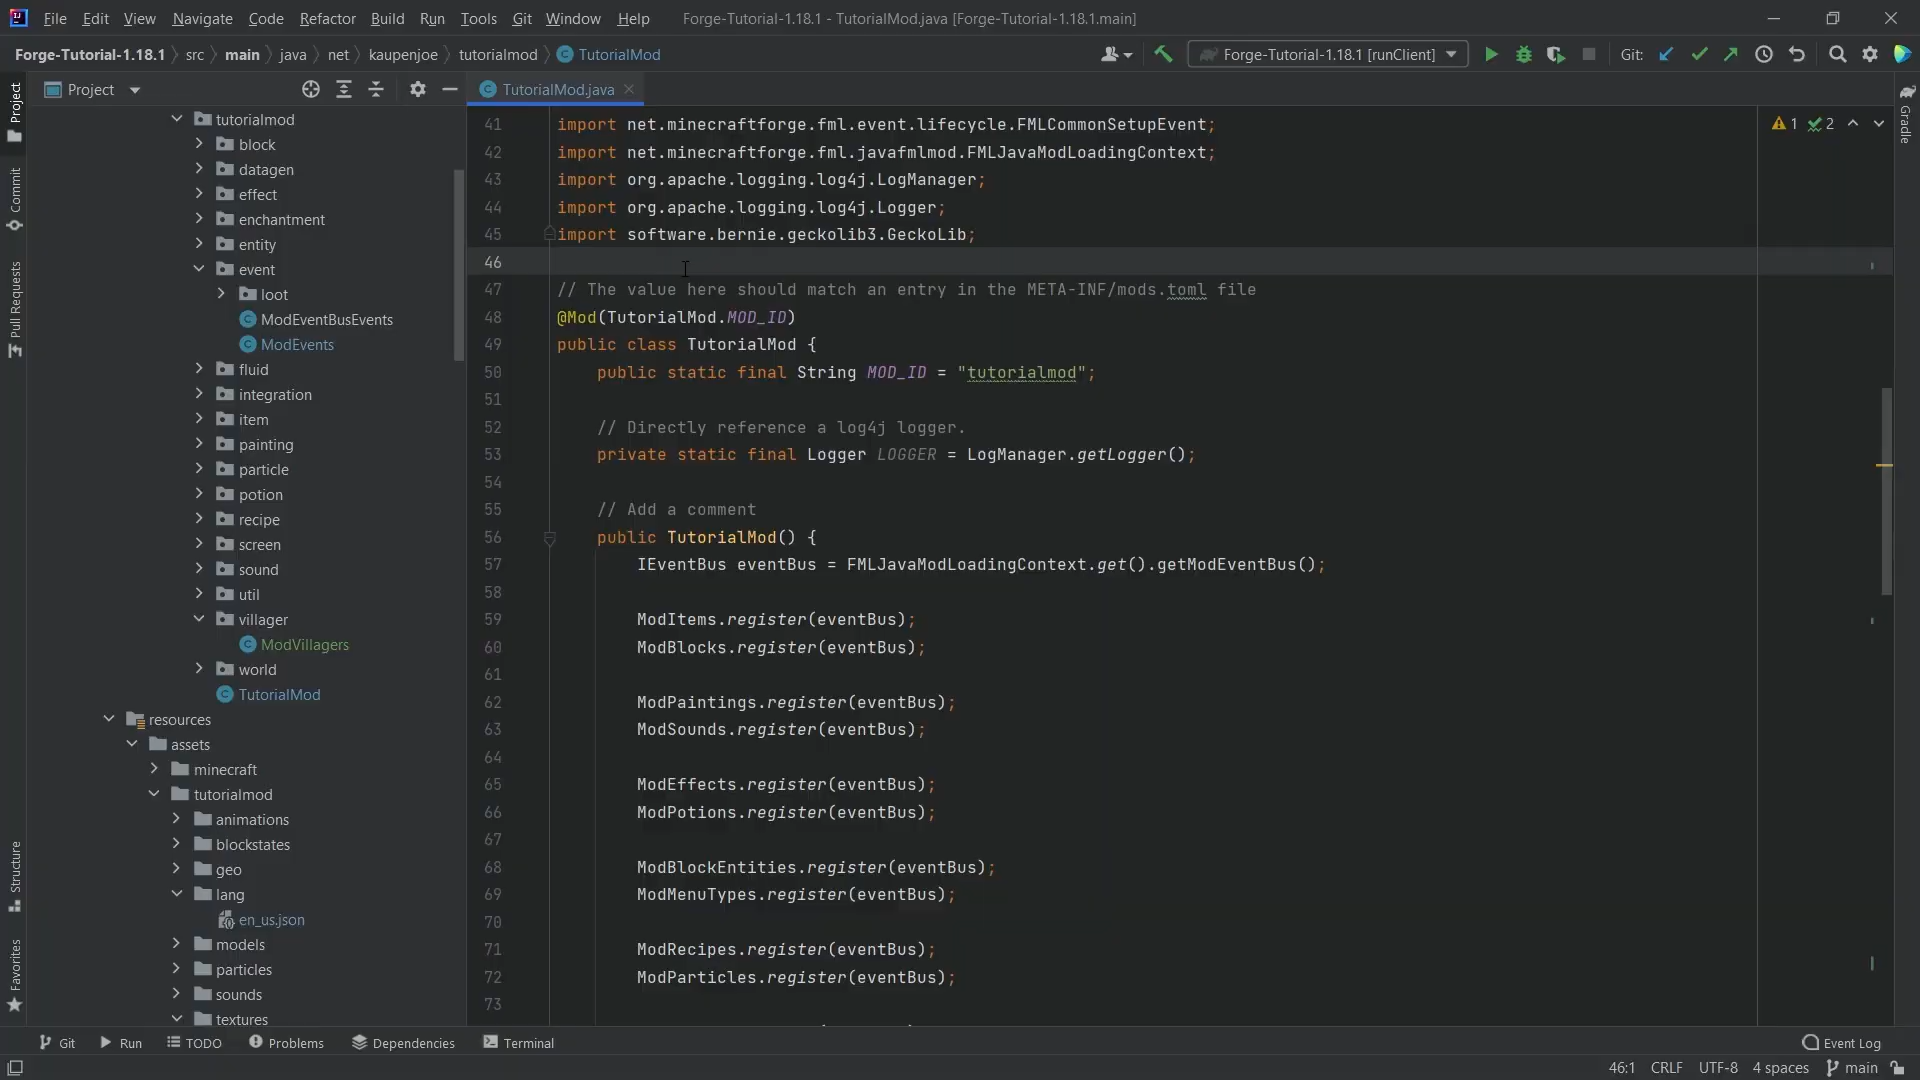 File Edit View Navigate Code Refactor Build Run Tools Git Window Help Forge-Tutorial-1.18.1 - TutorialMod.java [Forge-Tutorial-1.18.1.main]
Forge-Tutorial-1.18.1 src main java net kaupenjoe tutorialmod TutorialMod Forge-Tutorial-1.18.1 [runClient] Git:
Project TutorialMod.java
Project
Commit
Pull Requests
Structure
Favorites
Gradle
tutorialmod
block
datagen
effect
enchantment
entity
event
loot
ModEventBusEvents
ModEvents
fluid
integration
item
painting
particle
potion
recipe
screen
sound
util
villager
ModVillagers
world
TutorialMod
resources
assets
minecraft
tutorialmod
animations
blockstates
geo
lang
en_us.json
models
particles
sounds
textures
1 2
41 import net.minecraftforge.fml.event.lifecycle.FMLCommonSetupEvent;
42 import net.minecraftforge.fml.javafmlmod.FMLJavaModLoadingContext;
43 import org.apache.logging.log4j.LogManager;
44 import org.apache.logging.log4j.Logger;
45 import software.bernie.geckolib3.GeckoLib;
46
47 // The value here should match an entry in the META-INF/mods.toml file
48 @Mod(TutorialMod.MOD_ID)
49 public class TutorialMod {
50 public static final String MOD_ID = "tutorialmod";
51
52 // Directly reference a log4j logger.
53 private static final Logger LOGGER = LogManager.getLogger();
54
55 // Add a comment
56 public TutorialMod() {
57 IEventBus eventBus = FMLJavaModLoadingContext.get().getModEventBus();
58
59 ModItems.register(eventBus);
60 ModBlocks.register(eventBus);
61
62 ModPaintings.register(eventBus);
63 ModSounds.register(eventBus);
64
65 ModEffects.register(eventBus);
66 ModPotions.register(eventBus);
67
68 ModBlockEntities.register(eventBus);
69 ModMenuTypes.register(eventBus);
70
71 ModRecipes.register(eventBus);
72 ModParticles.register(eventBus);
73
Git Run TODO Problems Dependencies Terminal Event Log
46:1 CRLF UTF-8 4 spaces main